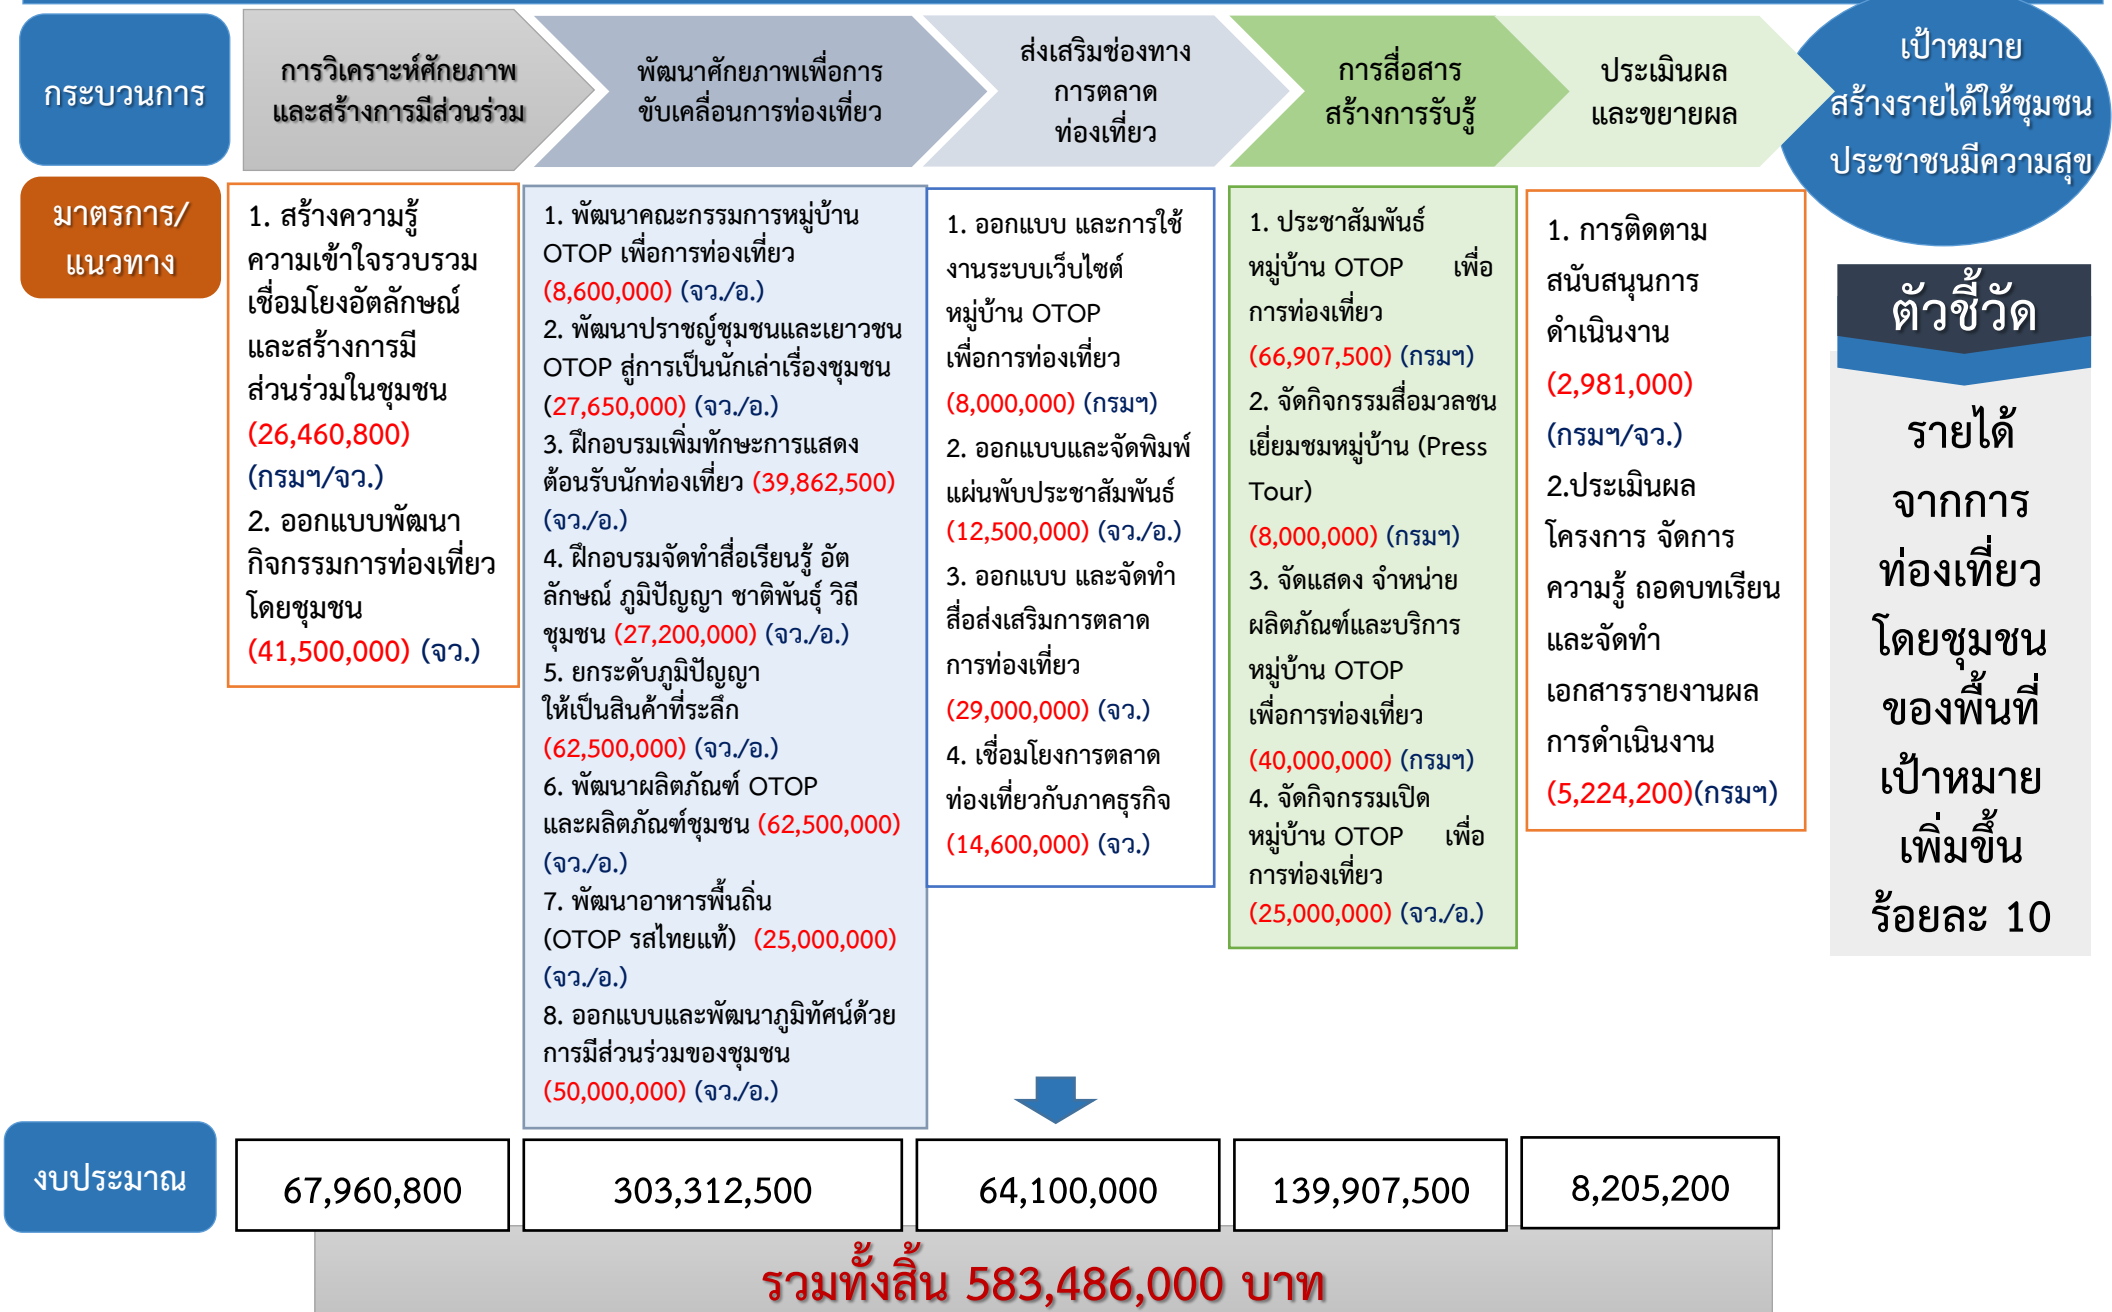 กระบวนการ
การวิเคราะห์ศักยภาพ
และสร้างการมีส่วนร่วม
พัฒนาศักยภาพเพื่อการ
ขับเคลื่อนการท่องเที่ยว
ส่งเสริมช่องทาง
การตลาด
ท่องเที่ยว
การสื่อสาร
สร้างการรับรู้
ประเมินผล
และขยายผล
เป้าหมาย
สร้างรายได้ให้ชุมชน
ประชาชนมีความสุข
มาตรการ/
แนวทาง
1. สร้างความรู้
ความเข้าใจรวบรวม
เชื่อมโยงอัตลักษณ์
และสร้างการมี
ส่วนร่วมในชุมชน
(26,460,800)
(กรมฯ/จว.)
2. ออกแบบพัฒนา
กิจกรรมการท่องเที่ยว
โดยชุมชน
(41,500,000) (จว.)
1. พัฒนาคณะกรรมการหมู่บ้าน
OTOP เพื่อการท่องเที่ยว
(8,600,000) (จว./อ.)
2. พัฒนาปราชญ์ชุมชนและเยาวชน
OTOP สู่การเป็นนักเล่าเรื่องชุมชน
(27,650,000) (จว./อ.)
3. ฝึกอบรมเพิ่มทักษะการแสดง
ต้อนรับนักท่องเที่ยว (39,862,500)
(จว./อ.)
4. ฝึกอบรมจัดทำสื่อเรียนรู้ อัต
ลักษณ์ ภูมิปัญญา ชาติพันธุ์ วิถี
ชุมชน (27,200,000) (จว./อ.)
5. ยกระดับภูมิปัญญา
ให้เป็นสินค้าที่ระลึก
(62,500,000) (จว./อ.)
6. พัฒนาผลิตภัณฑ์ OTOP
และผลิตภัณฑ์ชุมชน (62,500,000)
(จว./อ.)
7. พัฒนาอาหารพื้นถิ่น
(OTOP รสไทยแท้) (25,000,000)
(จว./อ.)
8. ออกแบบและพัฒนาภูมิทัศน์ด้วย
การมีส่วนร่วมของชุมชน
(50,000,000) (จว./อ.)
1. ออกแบบ และการใช้
งานระบบเว็บไซต์
หมู่บ้าน OTOP
เพื่อการท่องเที่ยว
(8,000,000) (กรมฯ)
2. ออกแบบและจัดพิมพ์
แผ่นพับประชาสัมพันธ์
(12,500,000) (จว./อ.)
3. ออกแบบ และจัดทำ
สื่อส่งเสริมการตลาด
การท่องเที่ยว
(29,000,000) (จว.)
4. เชื่อมโยงการตลาด
ท่องเที่ยวกับภาคธุรกิจ
(14,600,000) (จว.)
1. ประชาสัมพันธ์
หมู่บ้าน OTOP เพื่อ
การท่องเที่ยว
(66,907,500) (กรมฯ)
2. จัดกิจกรรมสื่อมวลชน
เยี่ยมชมหมู่บ้าน (Press
Tour)
(8,000,000) (กรมฯ)
3. จัดแสดง จำหน่าย
ผลิตภัณฑ์และบริการ
หมู่บ้าน OTOP
เพื่อการท่องเที่ยว
(40,000,000) (กรมฯ)
4. จัดกิจกรรมเปิด
หมู่บ้าน OTOP เพื่อ
การท่องเที่ยว
(25,000,000) (จว./อ.)
1. การติดตาม
สนับสนุนการ
ดำเนินงาน
(2,981,000)
(กรมฯ/จว.)
2.ประเมินผล
โครงการ จัดการ
ความรู้ ถอดบทเรียน
และจัดทำ
เอกสารรายงานผล
การดำเนินงาน
(5,224,200)(กรมฯ)
ตัวชี้วัด
รายได้
จากการ
ท่องเที่ยว
โดยชุมชน
ของพื้นที่
เป้าหมาย
เพิ่มขึ้น
ร้อยละ 10
งบประมาณ
67,960,800
303,312,500
64,100,000
139,907,500
8,205,200
รวมทั้งสิ้น 583,486,000 บาท